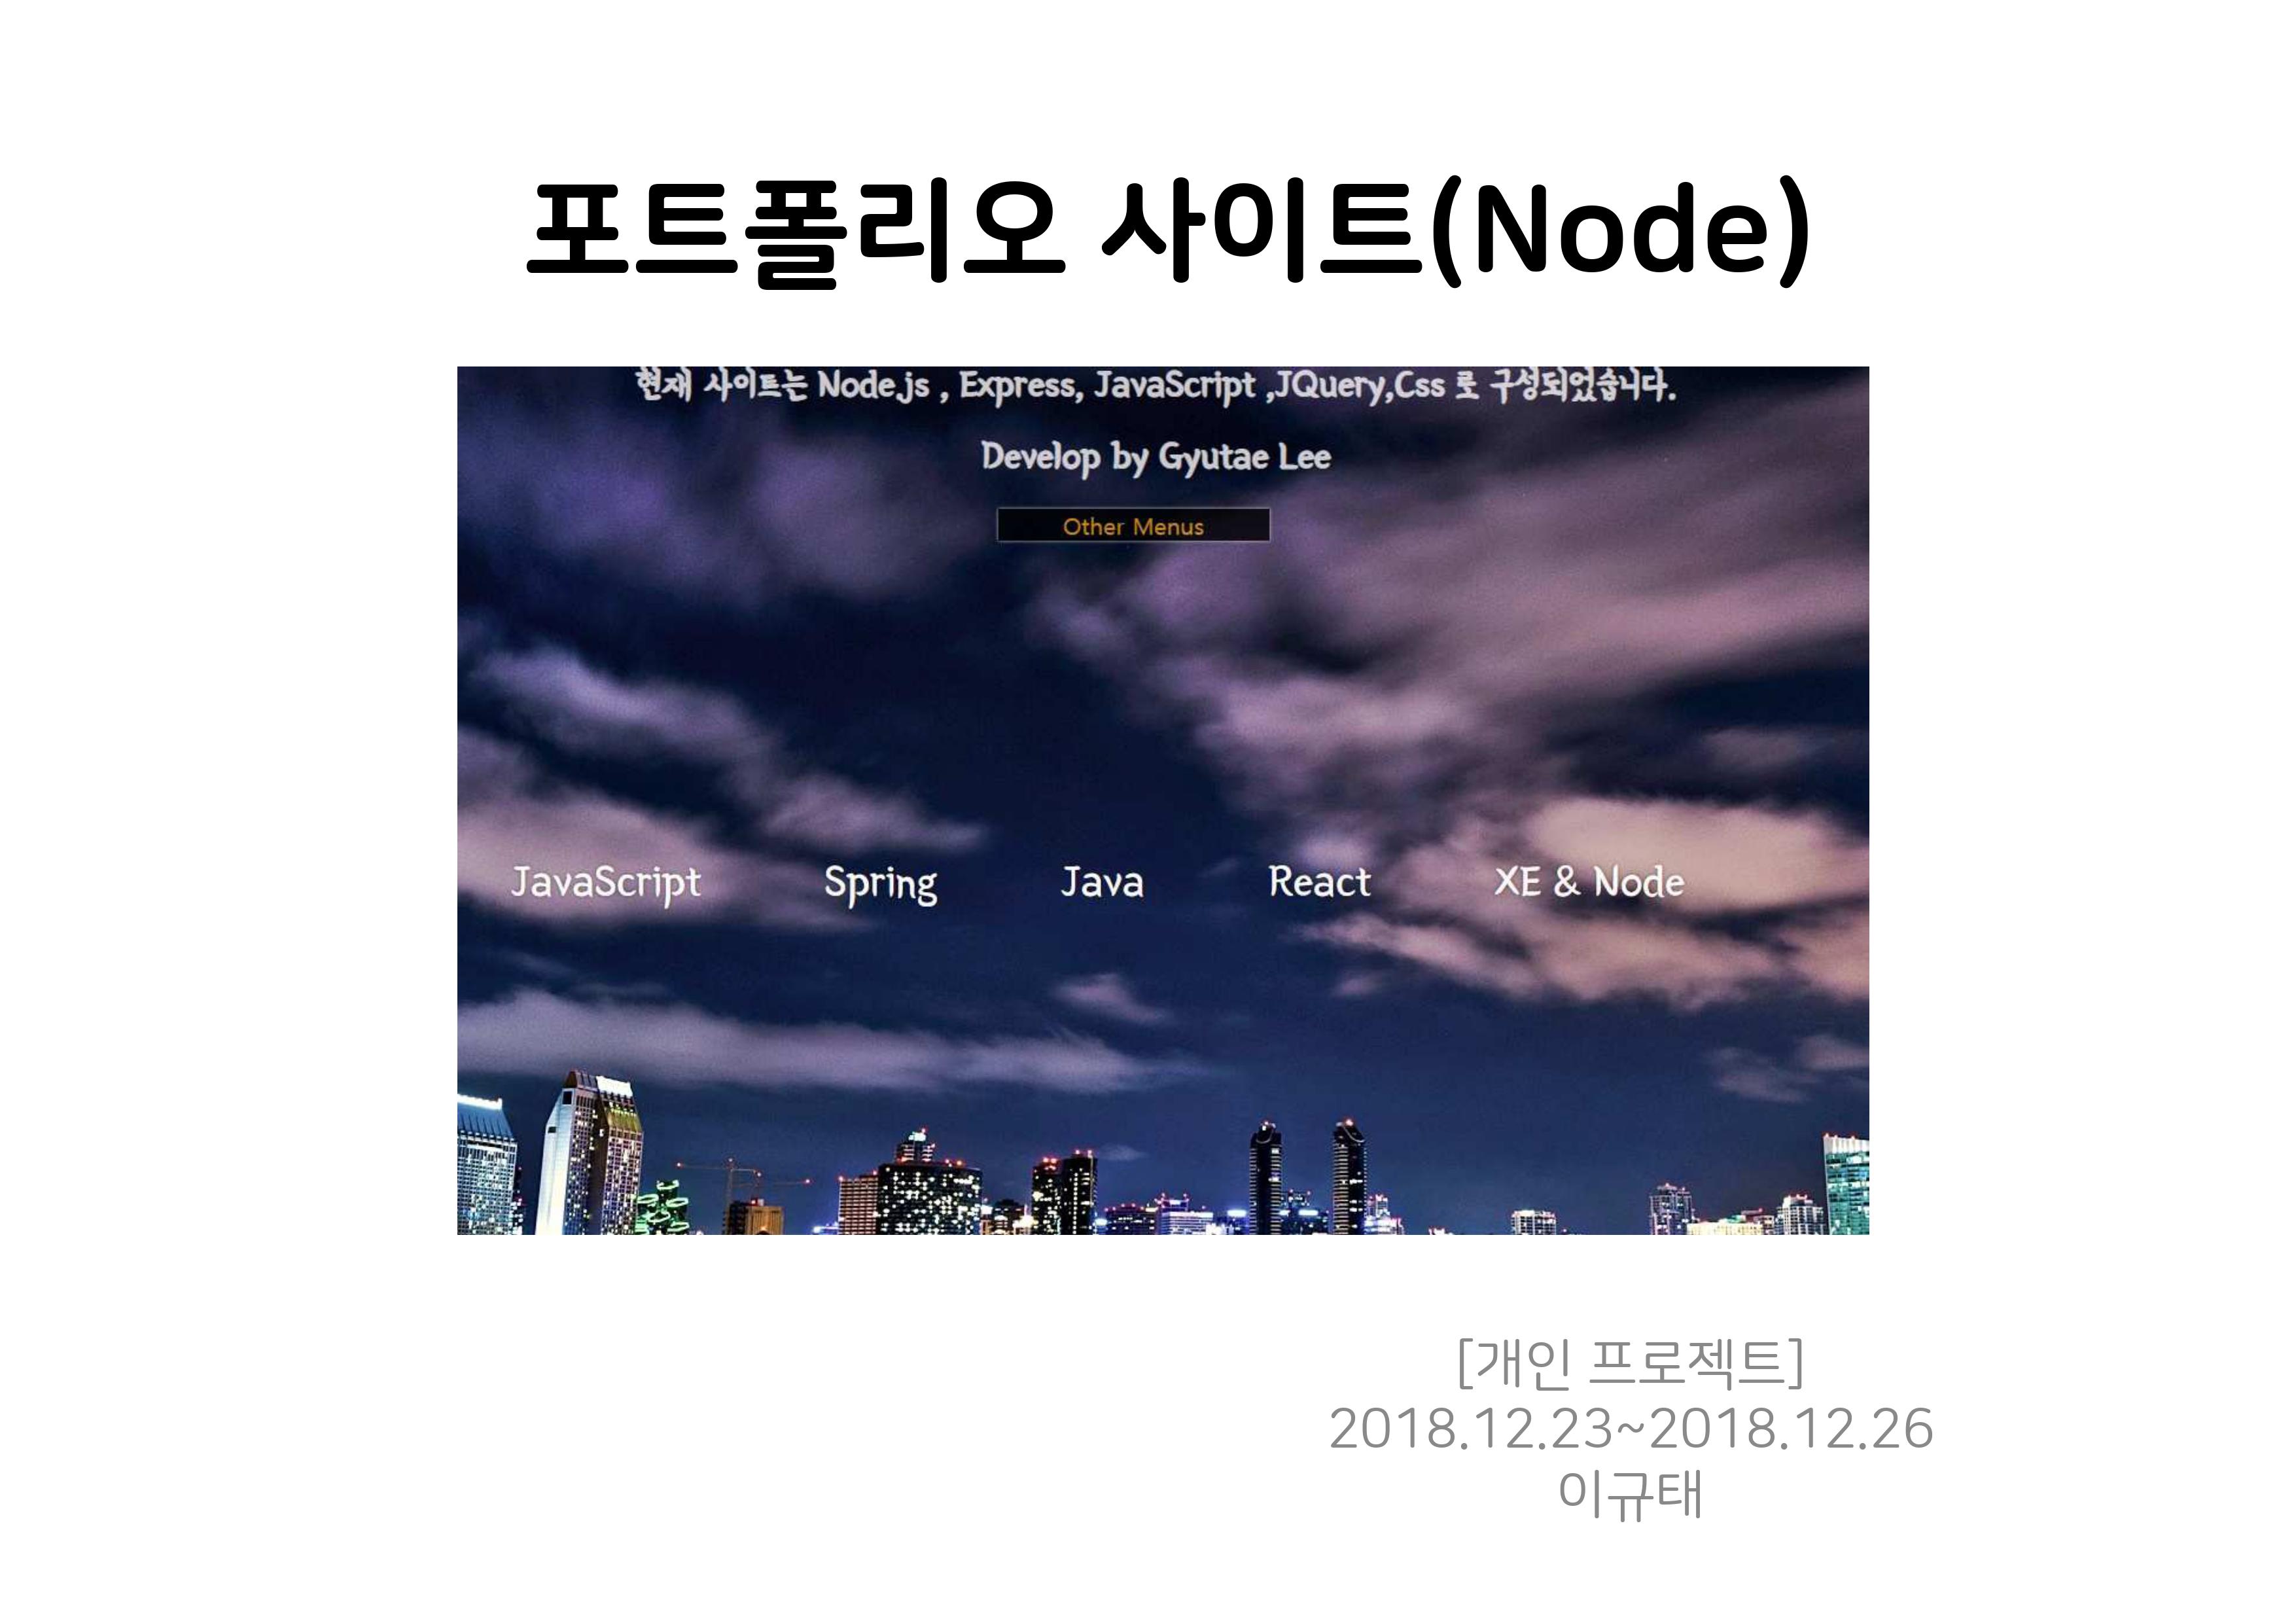 포트폴리오 사이트(Node)
현재 사이트는 Node.js , Express, JavaScript ,JQuery,Css 로 구성되었습니다.
Develop by Gyutae Lee
Other Menus
JavaScript Spring Java React XE & Node
[개인 프로젝트]
2018.12.23~2018.12.26
이규태